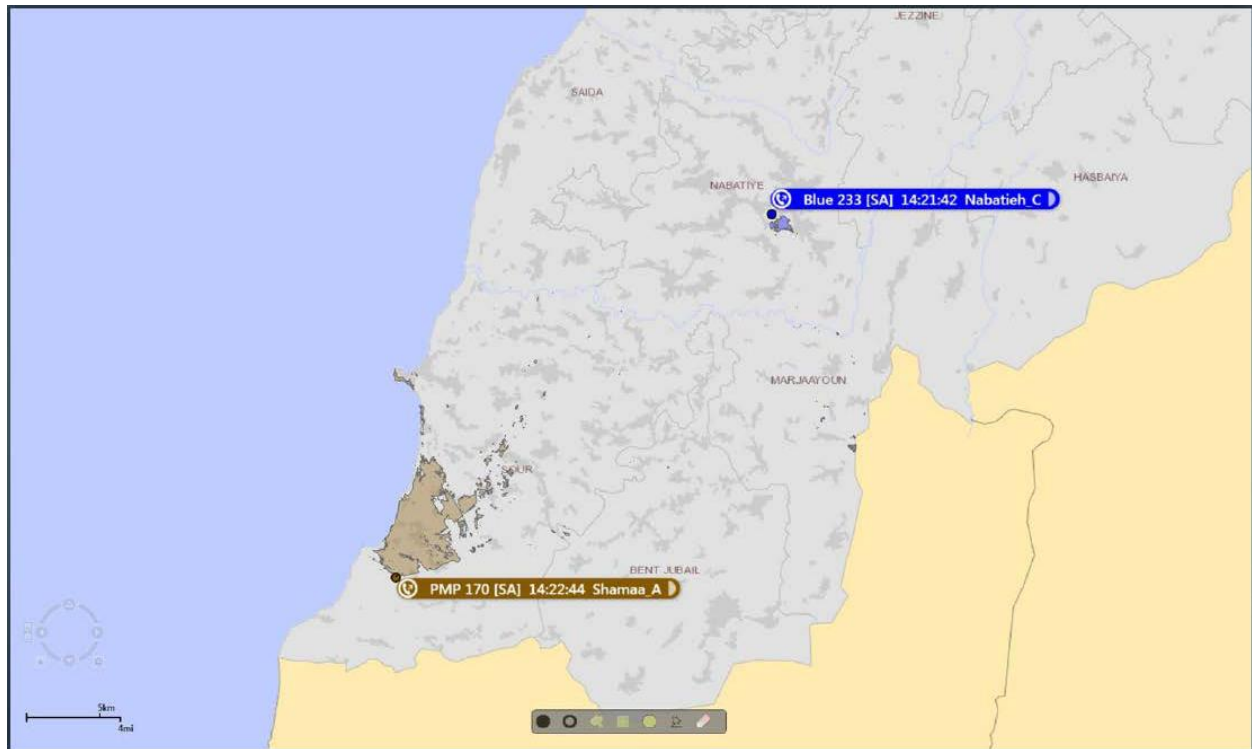 JEZZINE
SAIDA
HASBAIYA
NABATIYE
Blue 233 [SA] 14:21:42 Nabatieh_C
MARJAAYOUN
SOUR
BENT JUBAIL
PMP 170 [SA] 14:22:44 Shamaa_A
5km
4mi